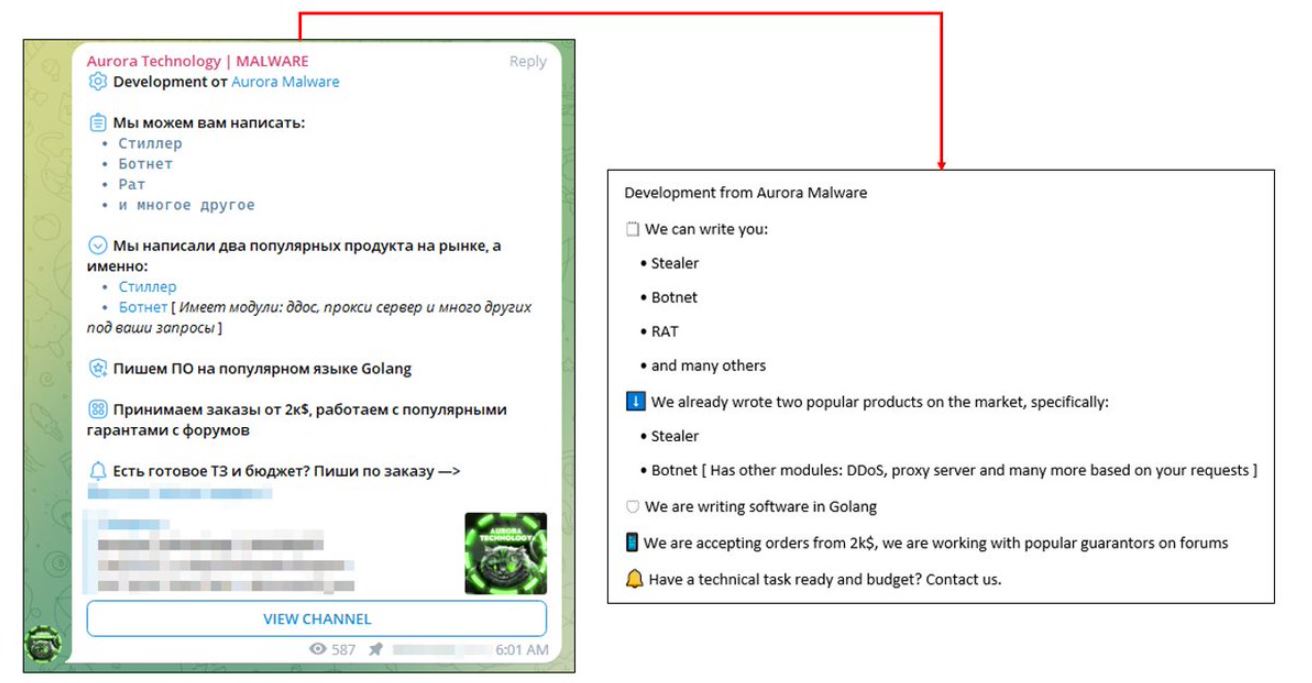 Aurora Technology | MALWARE
Reply
Development от Aurora Malware
Мы можем вам написать:
• Стиллер
• Ботнет
• Рат
• и многое другое
Мы написали два популярных продукта на рынке, а
именно:
• Стиллер
• Ботнет [ Имеет модули: ддос, прокси сервер и много других
под ваши запросы ]
Пишем ПО на популярном языке Golang
Принимаем заказы от 2к$, работаем с популярными
гарантами с форумов
Есть готовое ТЗ и бюджет? Пиши по заказу —>
AURORA
TECHNOLOGY
VIEW CHANNEL
587
6:01 AM
Development from Aurora Malware
We can write you:
• Stealer
• Botnet
• RAT
• and many others
We already wrote two popular products on the market, specifically:
• Stealer
• Botnet [ Has other modules: DDoS, proxy server and many more based on your requests ]
We are writing software in Golang
We are accepting orders from 2k$, we are working with popular guarantors on forums
Have a technical task ready and budget? Contact us.